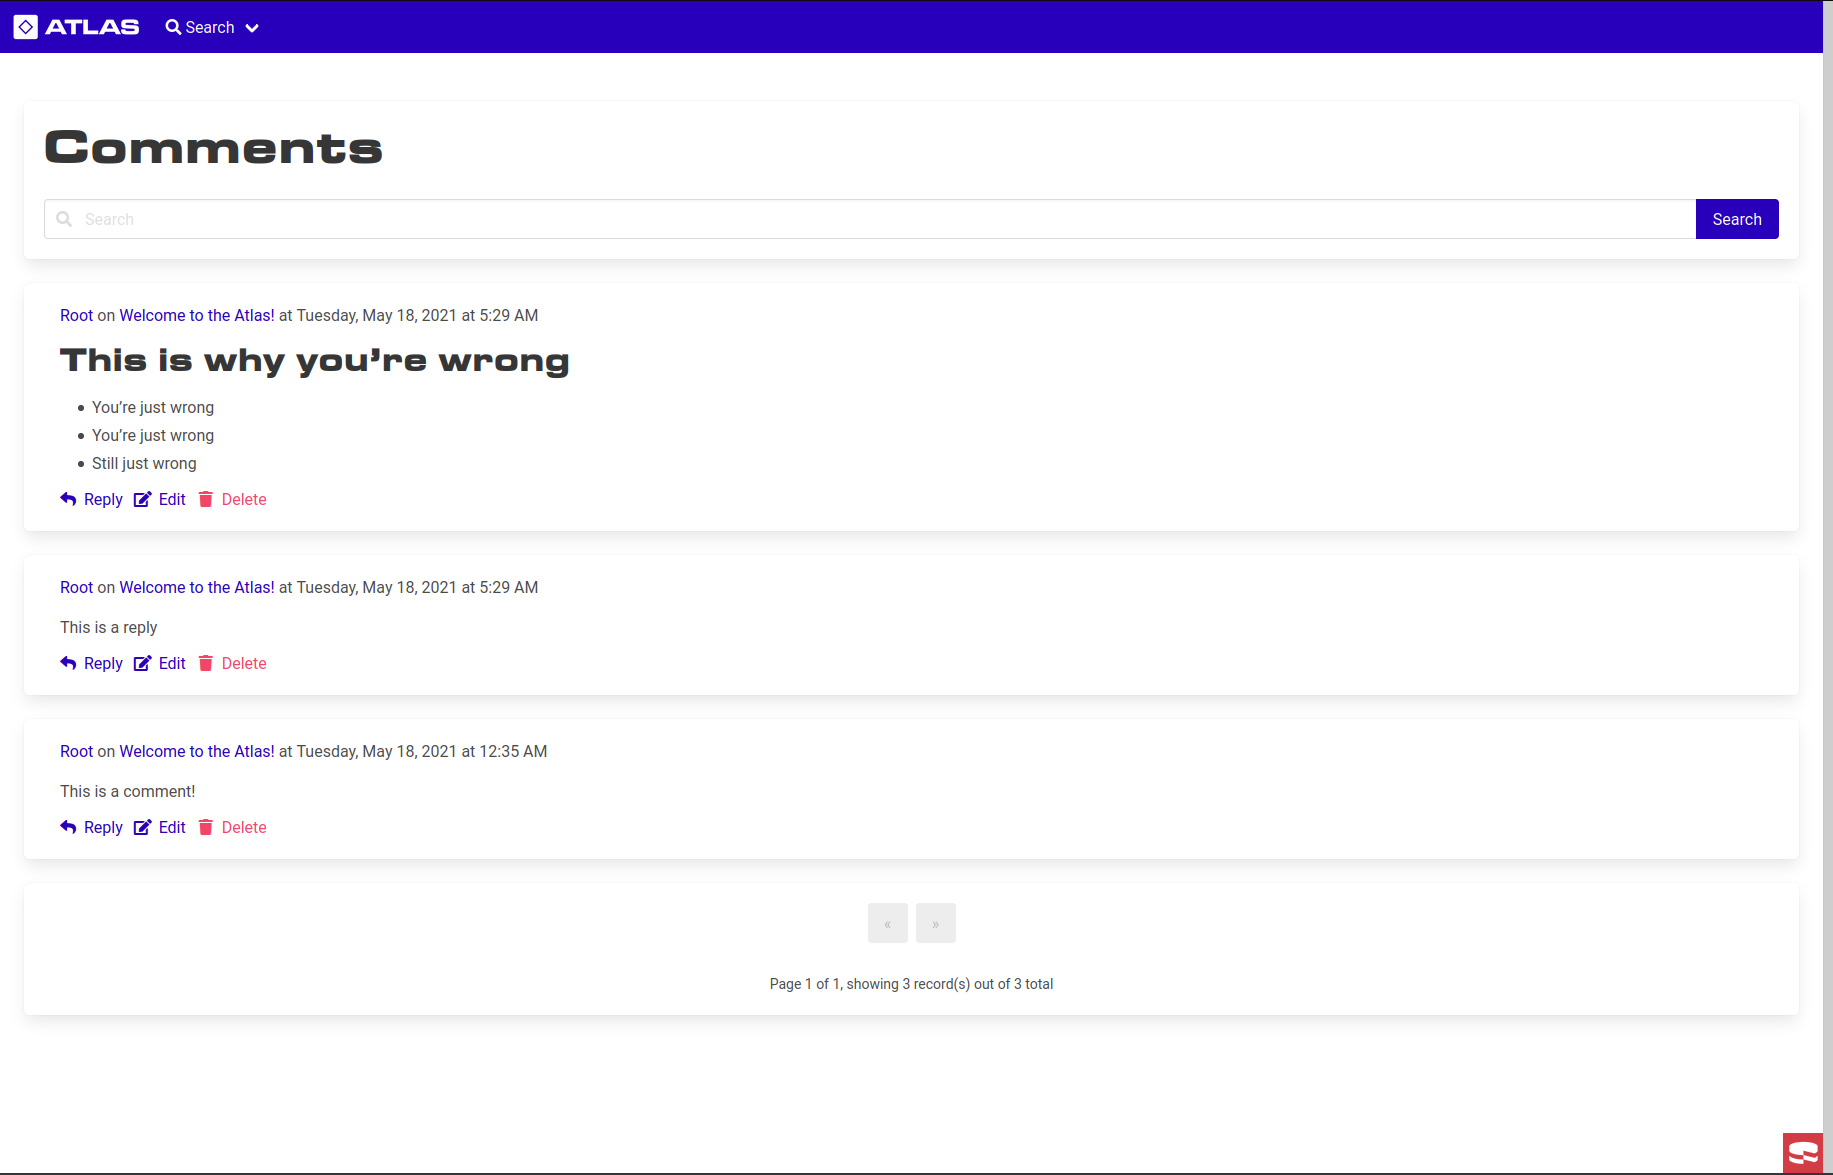 ATLAS Search
Comments
Search Search
Root on Welcome to the Atlas! at Tuesday, May 18, 2021 at 5:29 AM
This is why you’re wrong
• You’re just wrong
• You’re just wrong
• Still just wrong
Reply Edit Delete
Root on Welcome to the Atlas! at Tuesday, May 18, 2021 at 5:29 AM
This is a reply
Reply Edit Delete
Root on Welcome to the Atlas! at Tuesday, May 18, 2021 at 12:35 AM
This is a comment!
Reply Edit Delete
« »
Page 1 of 1, showing 3 record(s) out of 3 total